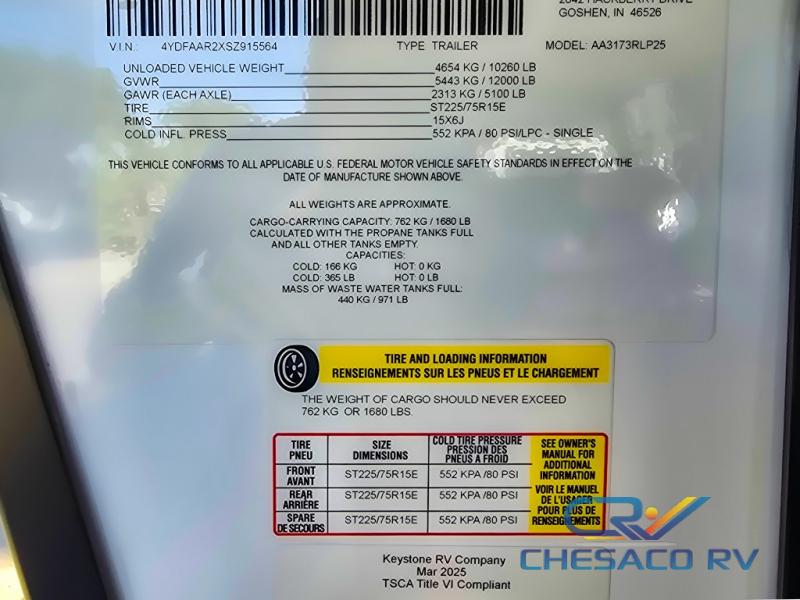 GOSHEN, IN 46526
V.I.N.: 4YDFAAR2XSZ915564 TYPE TRAILER MODEL: AA3173RLP25
UNLOADED VEHICLE WEIGHT 4654 KG / 10260 LB
GVWR 5443 KG / 12000 LB
GAWR (EACH AXLE) 2313 KG / 5100 LB
TIRE ST225/75R15E
RIMS 15X6J
COLD INFL. PRESS 552 KPA / 80 PSI/LPC - SINGLE
THIS VEHICLE CONFORMS TO ALL APPLICABLE U.S. FEDERAL MOTOR VEHICLE SAFETY STANDARDS IN EFFECT ON THE
DATE OF MANUFACTURE SHOWN ABOVE.
ALL WEIGHTS ARE APPROXIMATE.
CARGO-CARRYING CAPACITY: 762 KG / 1680 LB
CALCULATED WITH THE PROPANE TANKS FULL
AND ALL OTHER TANKS EMPTY.
CAPACITIES:
COLD: 166 KG HOT: 0 KG
COLD: 365 LB HOT: 0 LB
MASS OF WASTE WATER TANKS FULL:
440 KG / 971 LB
TIRE AND LOADING INFORMATION
RENSEIGNEMENTS SUR LES PNEUS ET LE CHARGEMENT
THE WEIGHT OF CARGO SHOULD NEVER EXCEED
762 KG OR 1680 LBS.
TIRE
PNEU
SIZE
DIMENSIONS
COLD TIRE PRESSURE
PRESSION DES
PNEUS A FROID
SEE OWNER'S
MANUAL FOR
ADDITIONAL
INFORMATION
VOIR LE MANUEL
DE L'USAGER
POUR PLUS DE
RENSEIGNEMENTS
FRONT
AVANT
ST225/75R15E
552 KPA /80 PSI
REAR
ARRIÈRE
ST225/75R15E
552 KPA /80 PSI
SPARE
DE SECOURS
ST225/75R15E
552 KPA /80 PSI
CRV
CHESACO RV
Keystone RV Company
Mar 2025
TSCA Title VI Compliant